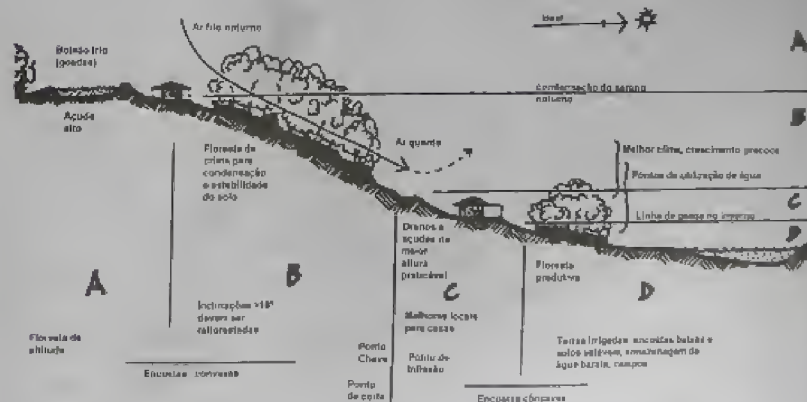 Ar frio noturno
Ideal
A
Bolsão frio
(geadas)
condensação do sereno
noturno
B
Açude
alto
Ar quente
Melhor clima, crescimento precoce
Floresta de
crista para
condensação
e estabilidade
do solo
Pontos de utilização de água
C
Linha de geada no inverno
D
Drenos e
açudes na
maior
altura
praticável
Floresta
produtiva
A
B
C
D
Inclinações >18°
devem ser
reflorestadas
Melhores locais
para casas
Floresta de
altitude
Terras irrigadas, encostas baixas e
solos estáveis, armazenagem de
água barata, campos
Ponto
Chave
Ponto de
inflexão
Encostas convexas
Ponto
de corte
Encostas côncavas